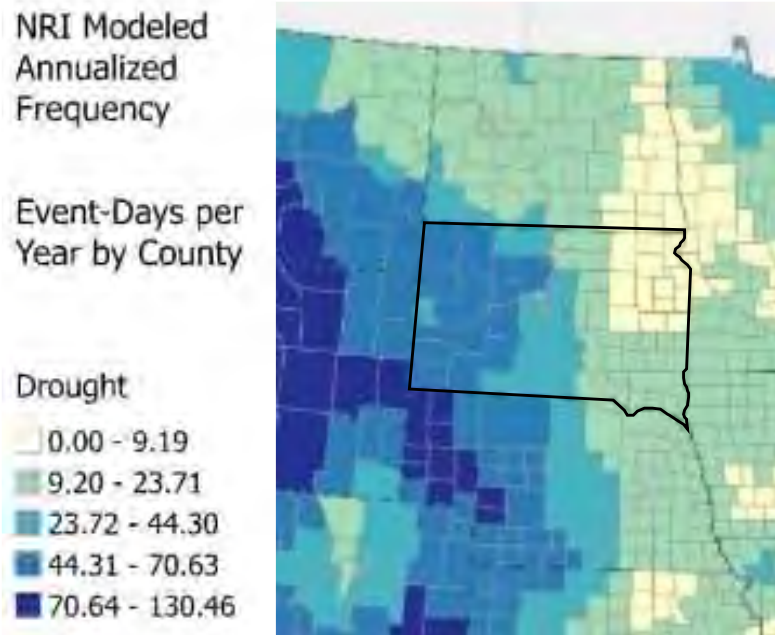 NRI Modeled
Annualized
Frequency
Event-Days per
Year by County
Drought
0.00 - 9.19
9.20 - 23.71
23.72 - 44.30
44.31 - 70.63
70.64 - 130.46